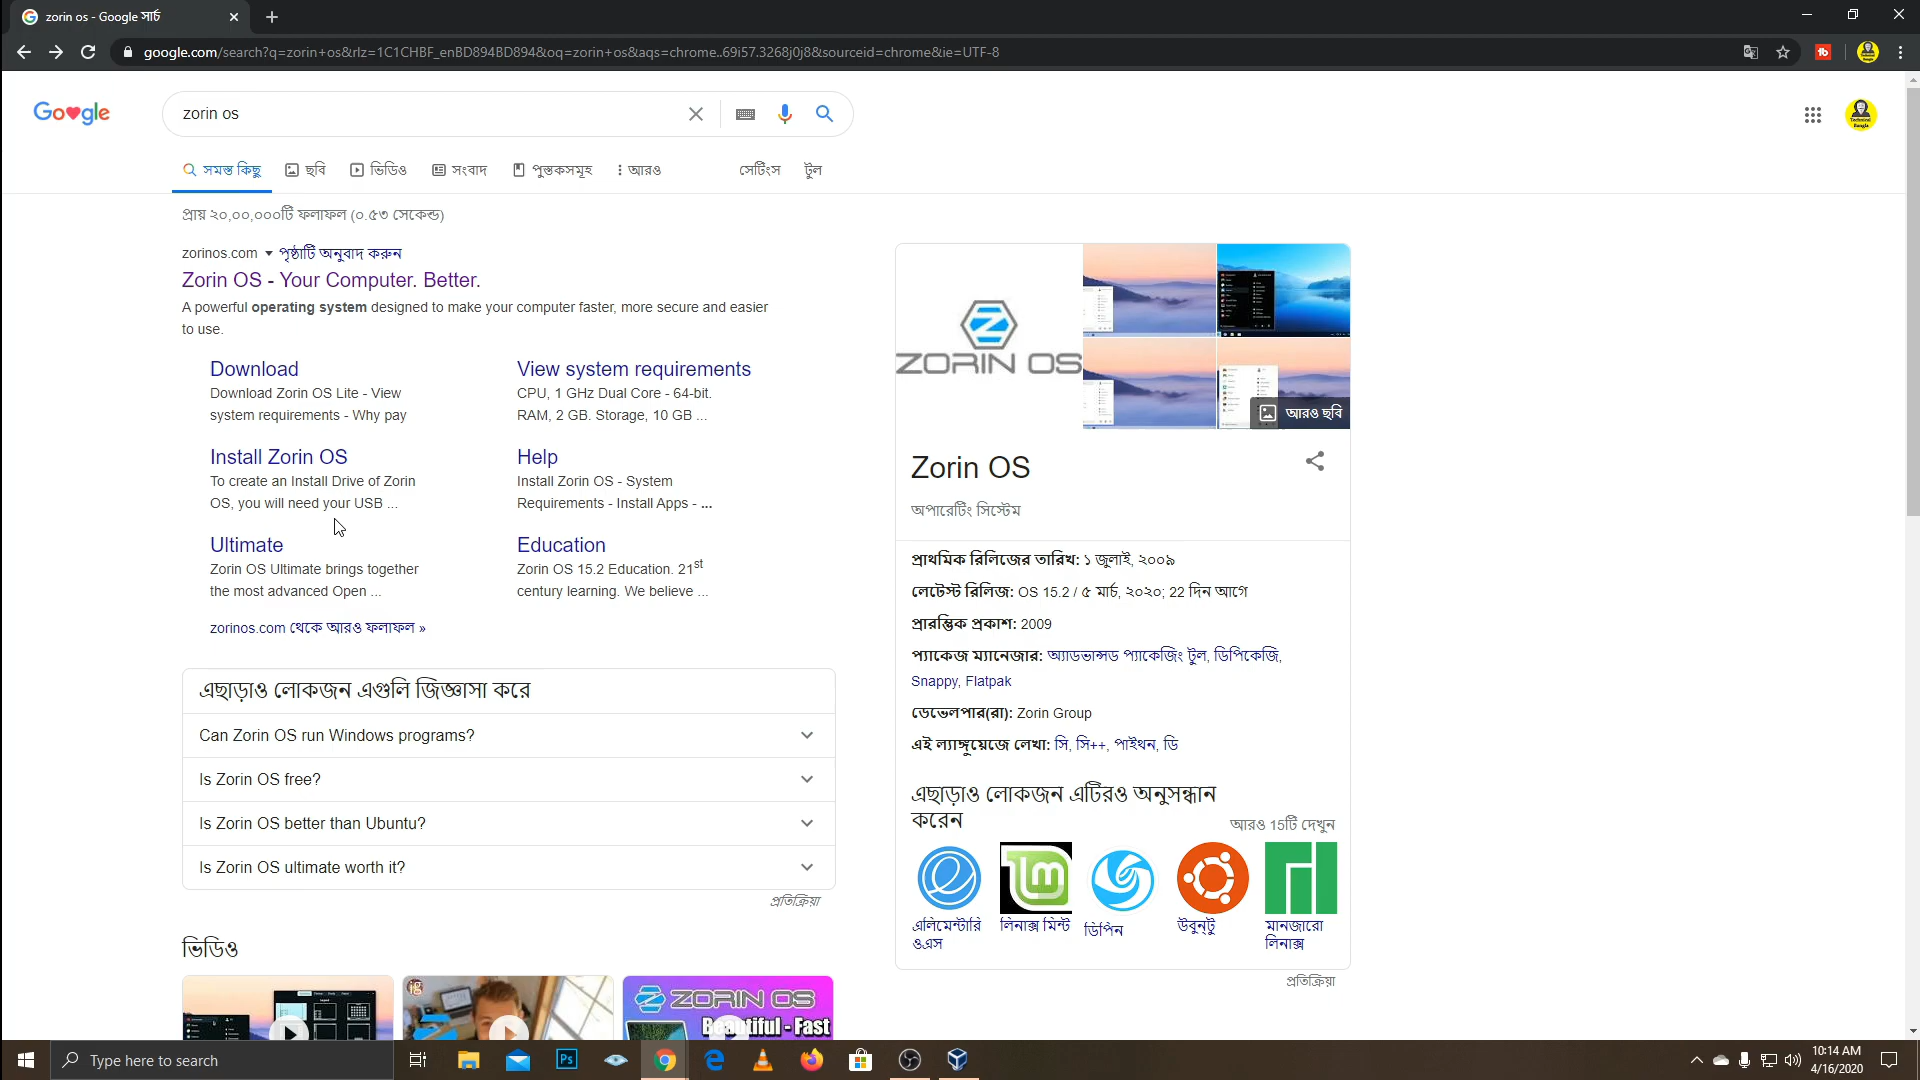 zorin os - Google সার্চ
google.com/search?q=zorin+os&rlz=1C1CHBF_enBD894BD894&oq=zorin+os&aqs=chrome..69i57.3268j0j8&sourceid=chrome&ie=UTF-8
zorin os
সমস্ত কিছু ছবি ভিডিও সংবাদ পুস্তকসমূহ আরও সেটিংস টুল
প্রায় ২০,০০,০০০টি ফলাফল (০.৫৩ সেকেন্ড)
zorinos.com পৃষ্ঠাটি অনুবাদ করুন
Zorin OS - Your Computer. Better.
A powerful operating system designed to make your computer faster, more secure and easier
to use.
Download
Download Zorin OS Lite - View
system requirements - Why pay
View system requirements
CPU, 1 GHz Dual Core - 64-bit.
RAM, 2 GB. Storage, 10 GB ...
Install Zorin OS
To create an Install Drive of Zorin
OS, you will need your USB ...
Help
Install Zorin OS - System
Requirements - Install Apps - ...
Ultimate
Zorin OS Ultimate brings together
the most advanced Open ...
Education
Zorin OS 15.2 Education. 21st
century learning. We believe ...
zorinos.com থেকে আরও ফলাফল »
এছাড়াও লোকজন এগুলি জিজ্ঞাসা করে
Can Zorin OS run Windows programs?
Is Zorin OS free?
Is Zorin OS better than Ubuntu?
Is Zorin OS ultimate worth it?
প্রতিক্রিয়া
ভিডিও
ZORIN OS
Beautiful - Fast
ZORIN OS
আরও ছবি
Zorin OS
অপারেটিং সিস্টেম
প্রাথমিক রিলিজের তারিখ: ১ জুলাই, ২০০৯
লেটেস্ট রিলিজ: OS 15.2 / ৫ মার্চ, ২০২০; 22 দিন আগে
প্রারম্ভিক প্রকাশ: 2009
প্যাকেজ ম্যানেজার: অ্যাডভান্সড প্যাকেজিং টুল, ডিপিকেজি,
Snappy, Flatpak
ডেভেলপার(রা): Zorin Group
এই ল্যাঙ্গুয়েজে লেখা: সি, সি++, পাইথন, ডি
এছাড়াও লোকজন এটিরও অনুসন্ধান
করেন
আরও 15টি দেখুন
এলিমেন্টারি
ওএস
লিনাক্স মিন্ট
ডিপিন
উবুন্টু
মানজারো
লিনাক্স
প্রতিক্রিয়া
Type here to search
Ps
10:14 AM
4/16/2020